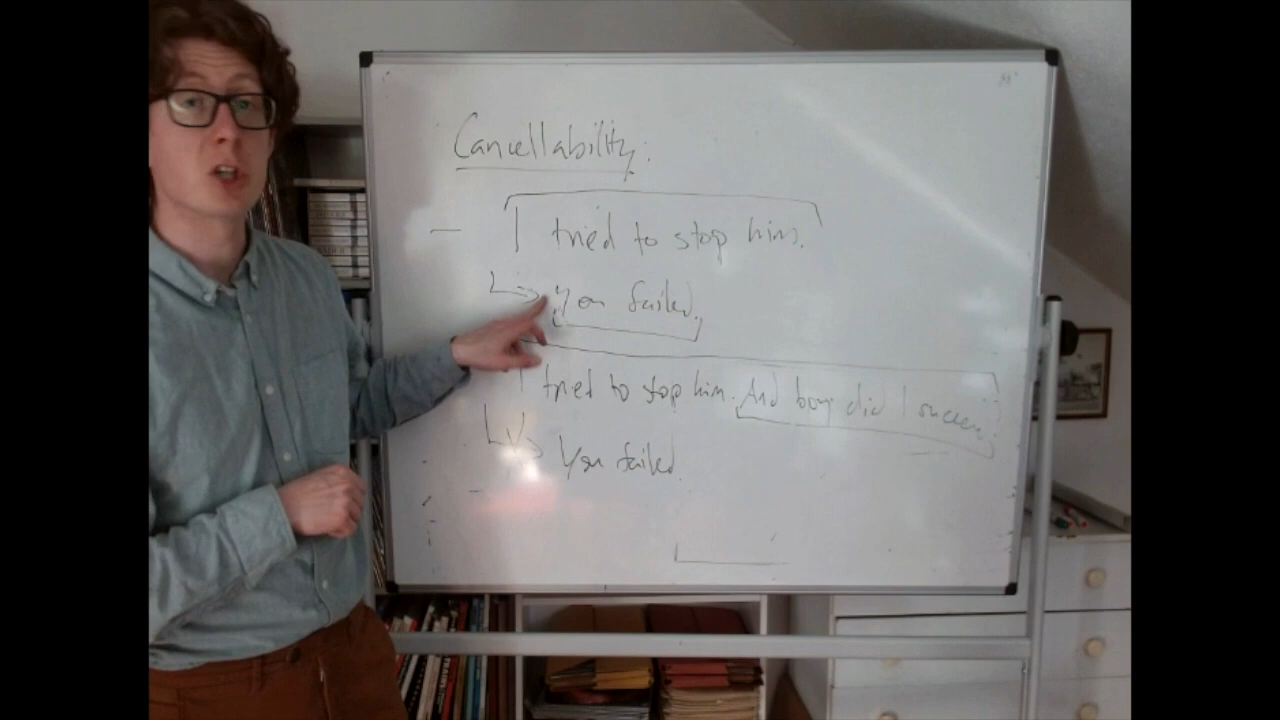 Cancellability:
— I tried to stop him.
You failed.
I tried to stop him. And boy did I succeed.
You failed.